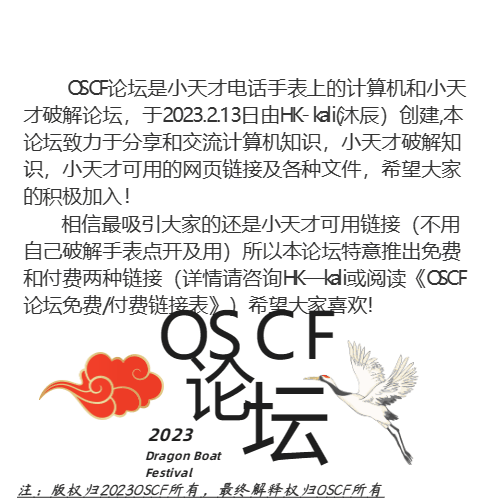 OSCF论坛是小天才电话手表上的计算机和小天
才破解论坛，于2023.2.13日由HK- kali(沐辰）创建,本
论坛致力于分享和交流计算机知识，小天才破解知
识，小天才可用的网页链接及各种文件，希望大家
的积极加入！
相信最吸引大家的还是小天才可用链接（不用
自己破解手表点开及用）所以本论坛特意推出免费
和付费两种链接（详情请咨询HK—kali或阅读《OSCF
论坛免费/付费链接表》）希望大家喜欢!
OSCF
论坛
2023
Dragon Boat
Festival
注：版权归2023OSCF所有，最终解释权归OSCF所有